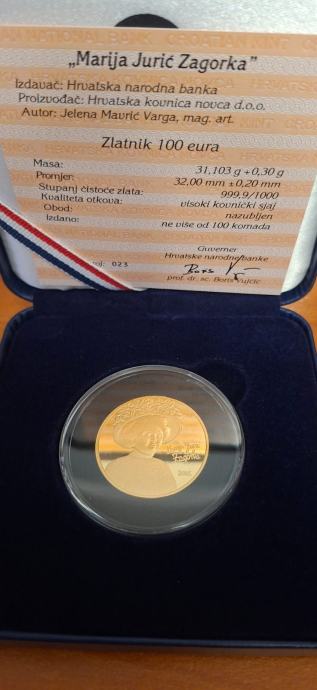 „Marija Jurić Zagorka”
Izdavač: Hrvatska narodna banka
Proizvođač: Hrvatska kovnica novca d.o.o.
Autor: Jelena Mavrić Varga, mag. art.
Zlatnik 100 eura
Masa: 31,103 g +0,30 g
Promjer: 32,00 mm ±0,20 mm
Stupanj čistoće zlata: 999,9/1000
Kvaliteta otkova: visoki kovnički sjaj
Obod: nazubljen
Izdano: ne više od 100 komada
Guverner
Hrvatske narodne banke
prof. dr. sc. Boris Vujčić
roj: 023
Zagorka